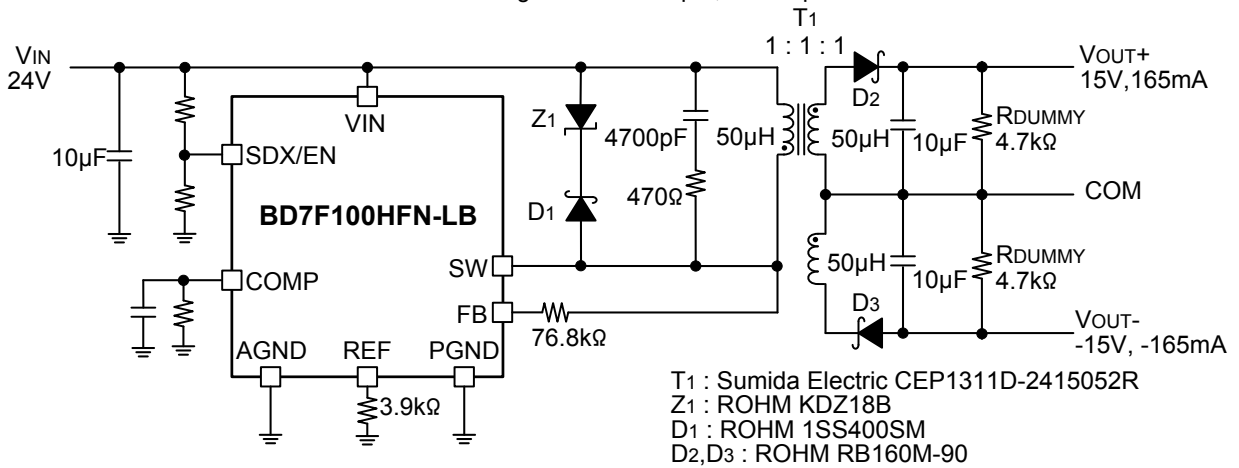 T1
1 : 1 : 1
VIN
24V
VOUT+
15V,165mA
VIN
D2
Z1
4700pF
50µH
50µH
10µF
RDUMMY
4.7kΩ
10µF
SDX/EN
470Ω
D1
COM
BD7F100HFN-LB
SW
COMP
50µH
10µF
RDUMMY
4.7kΩ
FB
76.8kΩ
D3
VOUT-
-15V, -165mA
AGND
REF
PGND
3.9kΩ
T1 : Sumida Electric CEP1311D-2415052R
Z1 : ROHM KDZ18B
D1 : ROHM 1SS400SM
D2,D3 : ROHM RB160M-90